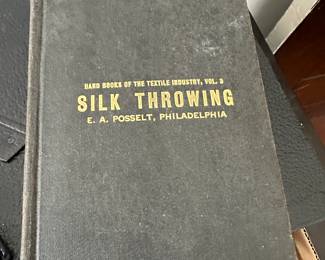 HAND BOOKS OF THE TEXTILE INDUSTRY, VOL. 3
SILK THROWING
E. A. POSSELT, PHILADELPHIA